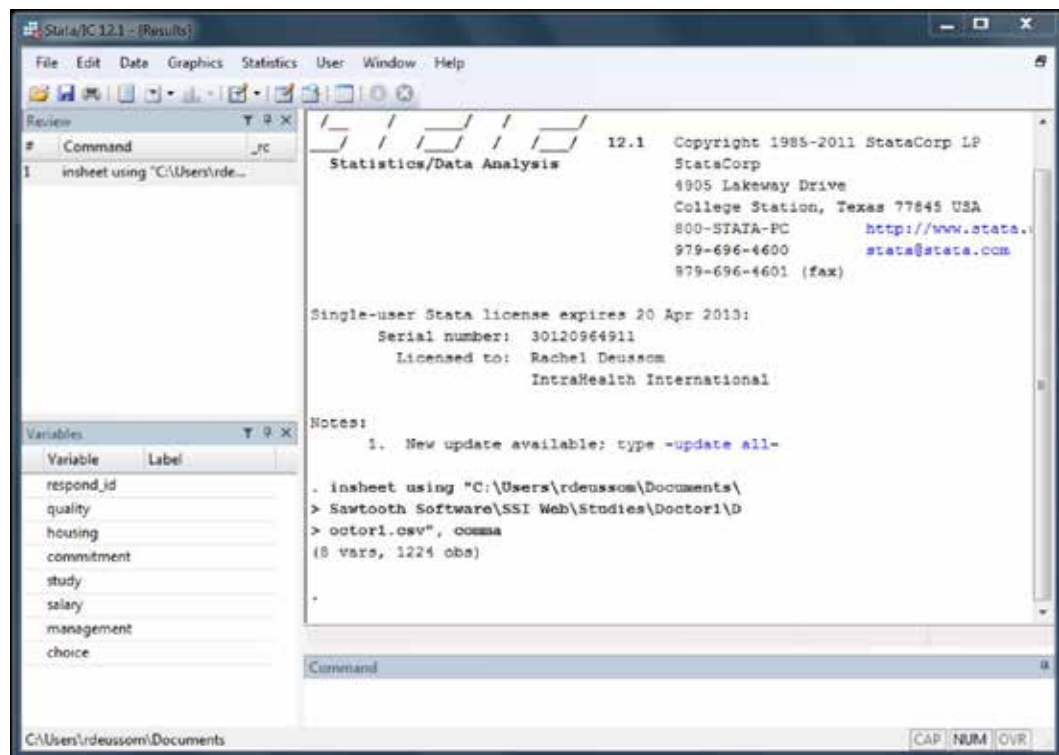 Stata/IC 12.1 - [Results]
File Edit Data Graphics Statistics User Window Help
Review
# Command _rc
1 insheet using "C:\Users\rde...
Variables
Variable Label
respond_id
quality
housing
commitment
study
salary
management
choice
12.1 Copyright 1985-2011 StataCorp LP
Statistics/Data Analysis StataCorp
4905 Lakeway Drive
College Station, Texas 77845 USA
800-STATA-PC http://www.stata.
979-696-4600 stata@stata.com
979-696-4601 (fax)
Single-user Stata license expires 20 Apr 2013:
Serial number: 30120964911
Licensed to: Rachel Deussom
IntraHealth International
Notes:
1. New update available; type -update all-
. insheet using "C:\Users\rdeussom\Documents\
> Sawtooth Software\SSI Web\Studies\Doctor1\D
> octor1.csv", comma
(8 vars, 1224 obs)
.
Command
C:\Users\rdeussom\Documents
CAP NUM OVR